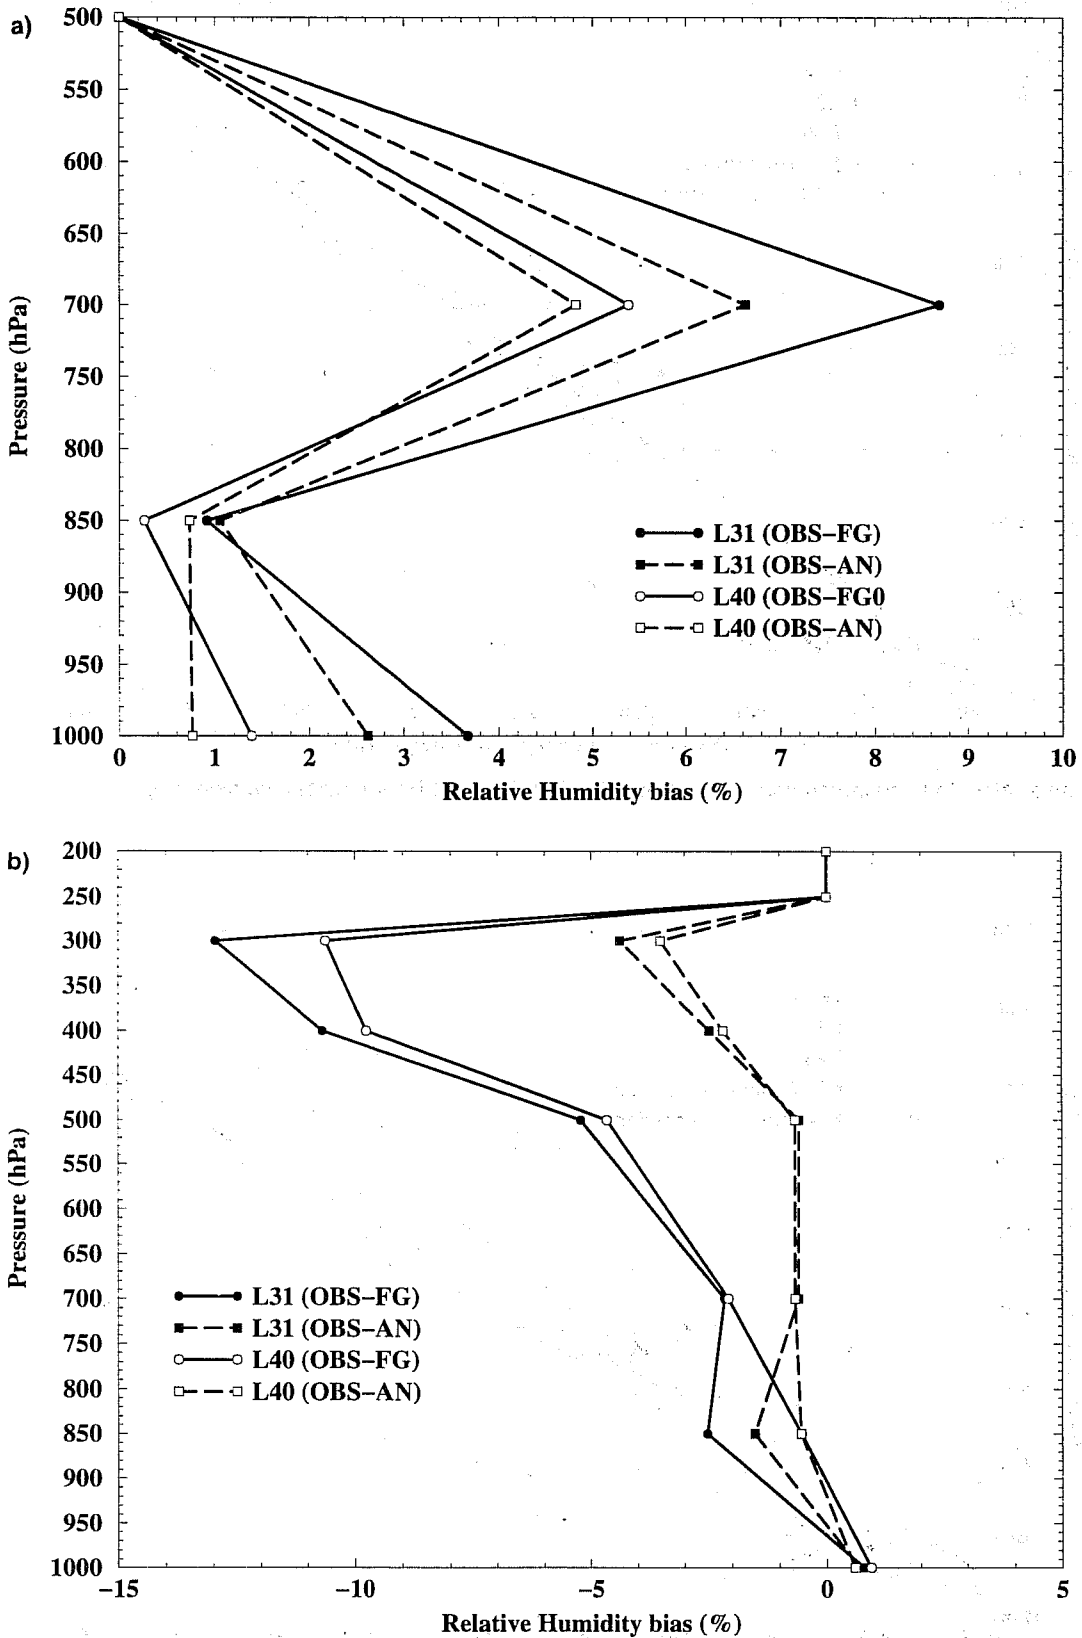 a)
500
550
600
650
700
750
800
850
900
950
1000
Pressure (hPa)
L31 (OBS–FG)
L31 (OBS–AN)
L40 (OBS–FG0
L40 (OBS–AN)
0 1 2 3 4 5 6 7 8 9 10
Relative Humidity bias (%)
b)
200
250
300
350
400
450
500
550
600
650
700
750
800
850
900
950
1000
Pressure (hPa)
L31 (OBS–FG)
L31 (OBS–AN)
L40 (OBS–FG)
L40 (OBS–AN)
–15 –10 –5 0 5
Relative Humidity bias (%)